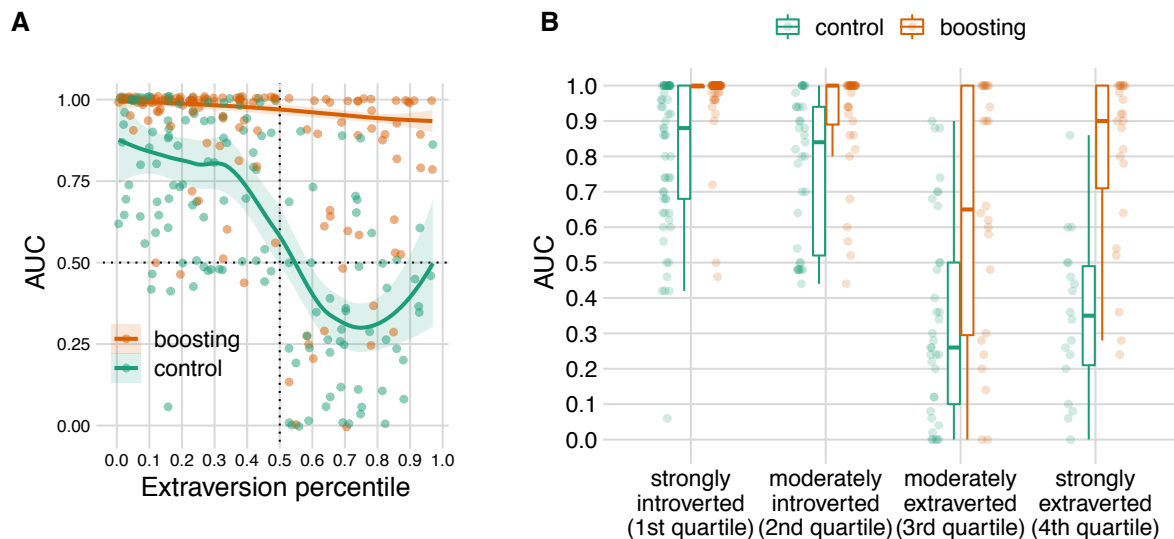 A
AUC
1.00
0.75
0.50
0.25
0.00
boosting
control
0.0 0.1 0.2 0.3 0.4 0.5 0.6 0.7 0.8 0.9 1.0
Extraversion percentile
B
control boosting
AUC
1.0
0.9
0.8
0.7
0.6
0.5
0.4
0.3
0.2
0.1
0.0
strongly moderately moderately strongly
introverted introverted extraverted extraverted
(1st quartile) (2nd quartile) (3rd quartile) (4th quartile)